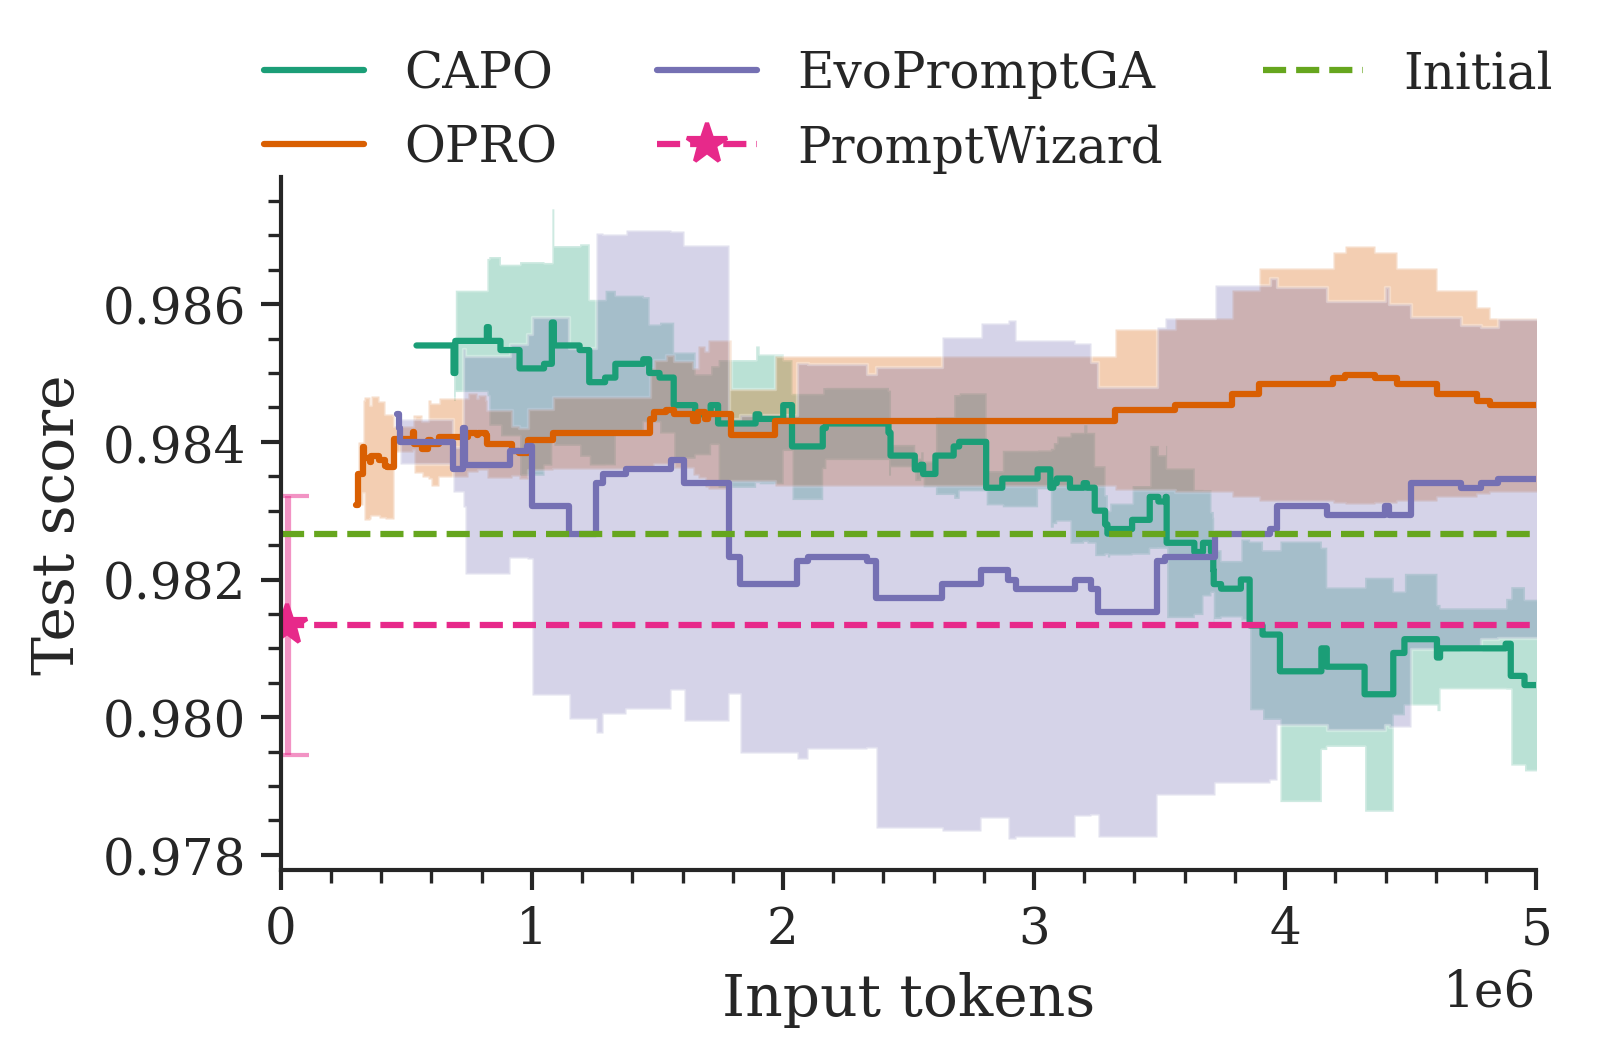 CAPO EvoPromptGA Initial
OPRO PromptWizard
Test score
0.986
0.984
0.982
0.980
0.978
0 1 2 3 4 5
Input tokens
1e6